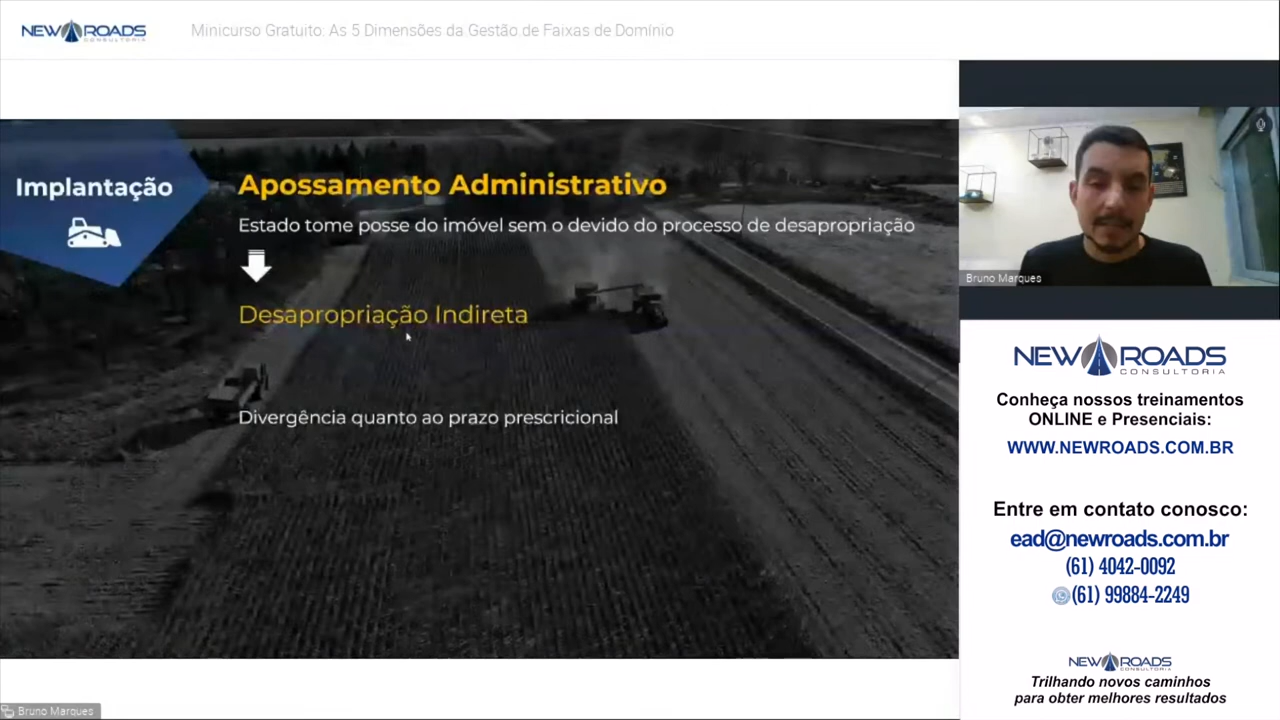 NEW ROADS
CONSULTORIA
Minicurso Gratuito: As 5 Dimensões da Gestão de Faixas de Domínio
Implantação
Apossamento Administrativo
Estado tome posse do imóvel sem o devido do processo de desapropriação
Desapropriação Indireta
Divergência quanto ao prazo prescricional
Bruno Marques
NEW ROADS
CONSULTORIA
Conheça nossos treinamentos
ONLINE e Presenciais:
WWW.NEWROADS.COM.BR
Entre em contato conosco:
ead@newroads.com.br
(61) 4042-0092
(61) 99884-2249
NEW ROADS
CONSULTORIA
Trilhando novos caminhos
para obter melhores resultados
Bruno Marques